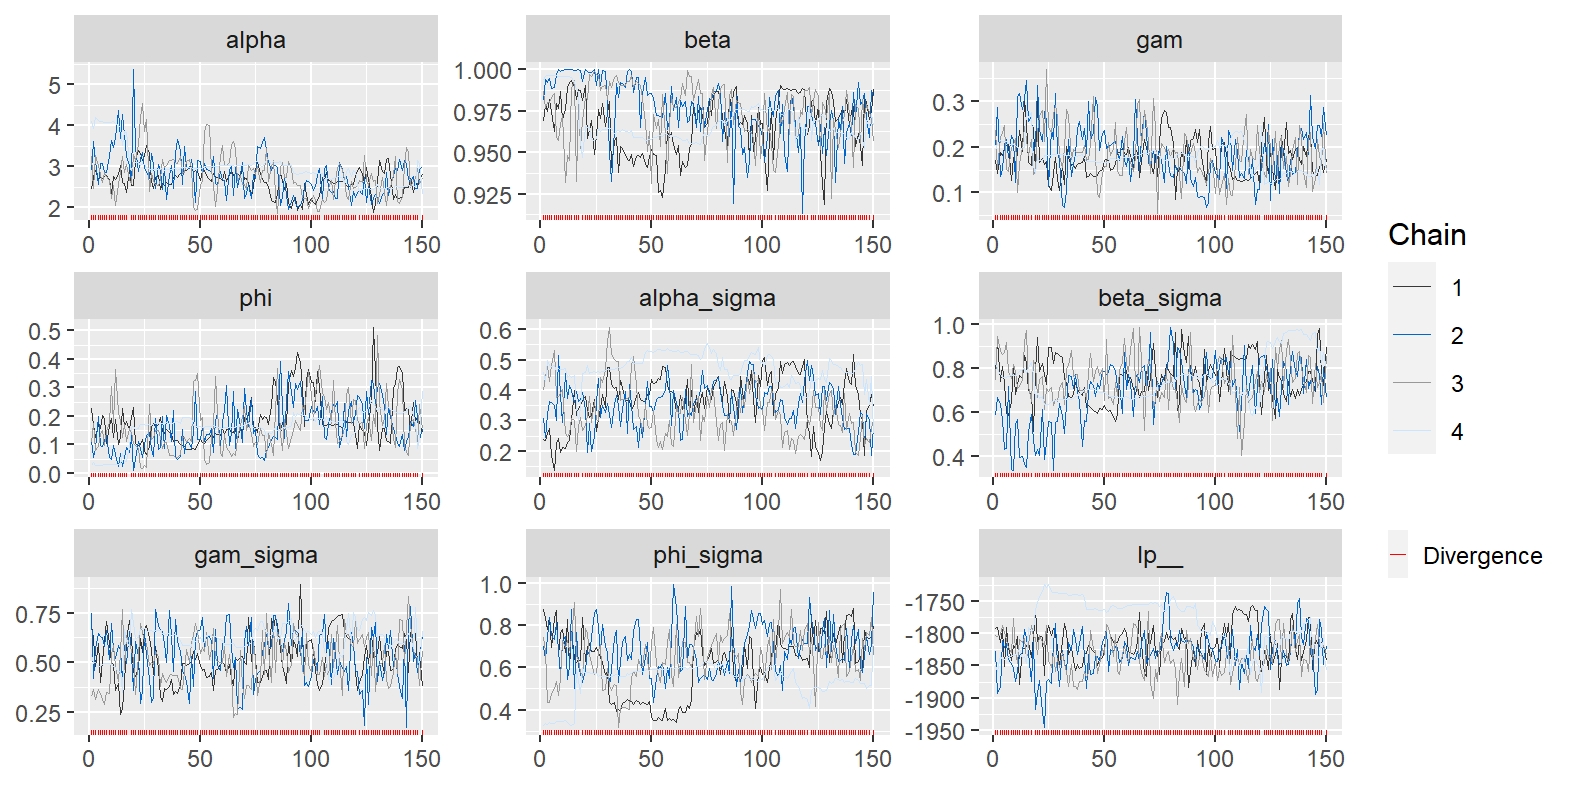 alpha
beta
gam
5
4
3
2
1.000
0.975
0.950
0.925
0.3
0.2
0.1
0 50 100 150
0 50 100 150
0 50 100 150
phi
alpha_sigma
beta_sigma
0.5
0.4
0.3
0.2
0.1
0.0
0.6
0.5
0.4
0.3
0.2
1.0
0.8
0.6
0.4
0 50 100 150
0 50 100 150
0 50 100 150
gam_sigma
phi_sigma
lp__
0.75
0.50
0.25
1.0
0.8
0.6
0.4
-1750
-1800
-1850
-1900
-1950
0 50 100 150
0 50 100 150
0 50 100 150
Chain
1
2
3
4
Divergence